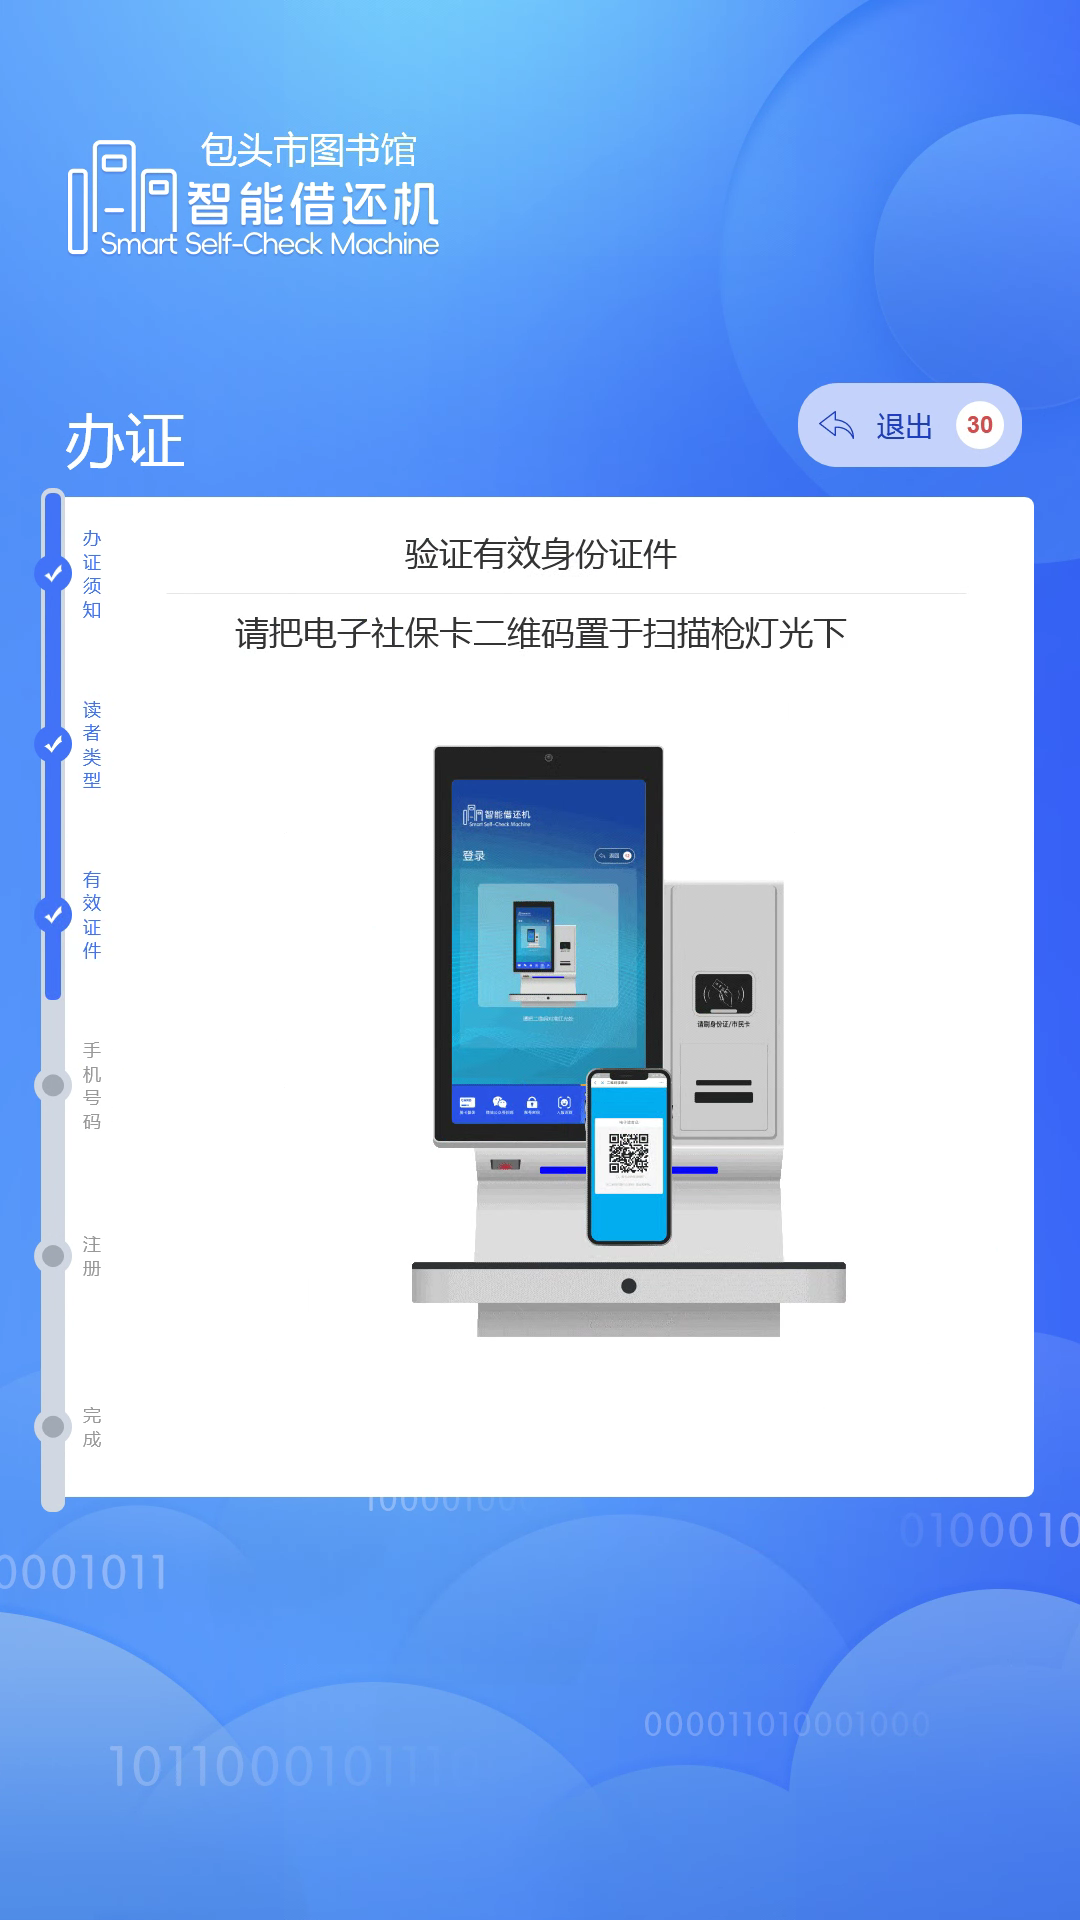 包头市图书馆
智能借还机
Smart Self-Check Machine
办证
退出
30
验证有效身份证件
请把电子社保卡二维码置于扫描枪灯光下
办证须知
读者类型
有效证件
手机号码
注册
完成
智能借还机
Smart Self-Check Machine
登录
请刷身份证/市民卡
100001000
0100010
0001011
000011010001000
1011000101110